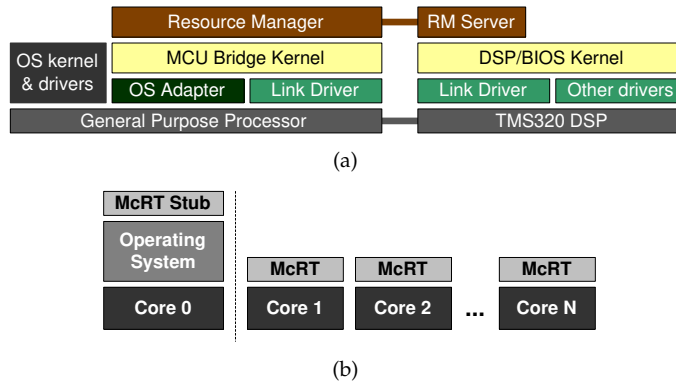 Resource Manager
RM Server
OS kernel
& drivers
MCU Bridge Kernel
DSP/BIOS Kernel
OS Adapter
Link Driver
Link Driver
Other drivers
General Purpose Processor
TMS320 DSP
(a)
McRT Stub
Operating
System
McRT
McRT
McRT
Core 0
Core 1
Core 2
...
Core N
(b)